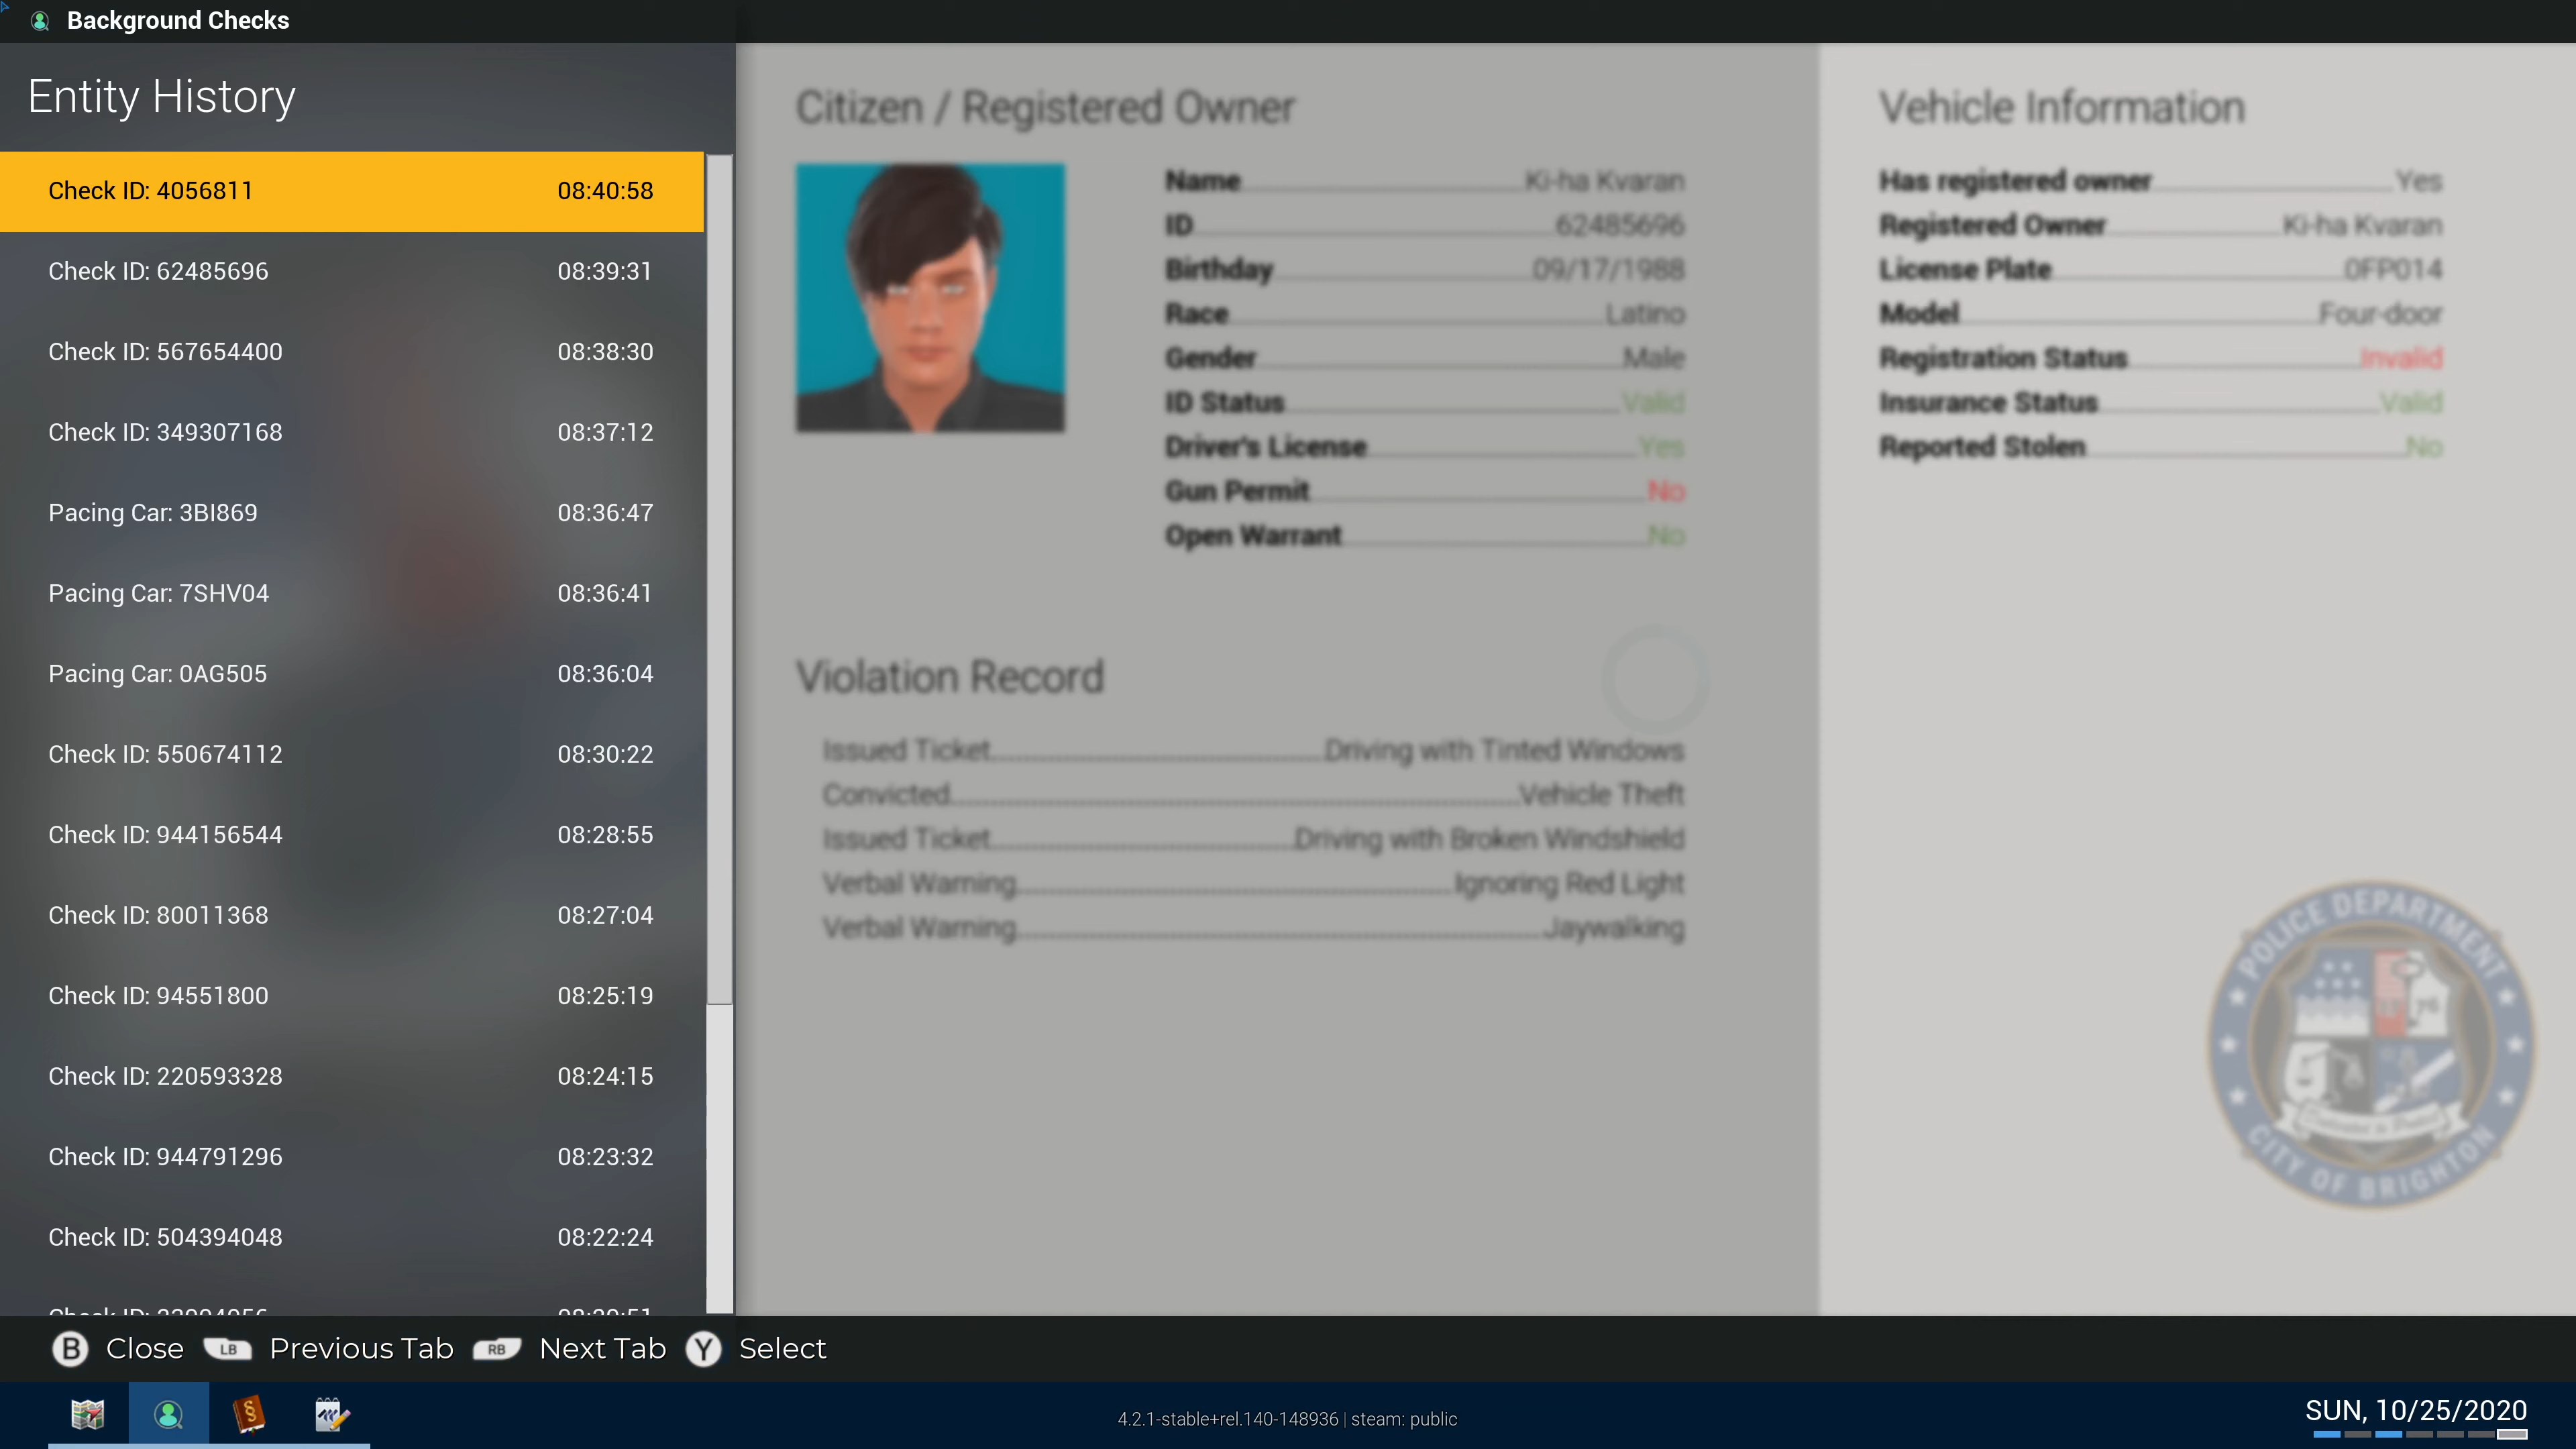 Background Checks
Entity History
Check ID: 4056811 08:40:58
Check ID: 62485696 08:39:31
Check ID: 567654400 08:38:30
Check ID: 349307168 08:37:12
Pacing Car: 3BI869 08:36:47
Pacing Car: 7SHV04 08:36:41
Pacing Car: 0AG505 08:36:04
Check ID: 550674112 08:30:22
Check ID: 944156544 08:28:55
Check ID: 80011368 08:27:04
Check ID: 94551800 08:25:19
Check ID: 220593328 08:24:15
Check ID: 944791296 08:23:32
Check ID: 504394048 08:22:24
Check ID:
Citizen / Registered Owner
Name Ki-ha Kvaran
ID 62485696
Birthday 09/17/1988
Race Latino
Gender Male
ID Status Valid
Driver's License Yes
Gun Permit No
Open Warrant No
Violation Record
Issued Ticket Driving with Tinted Windows
Convicted Vehicle Theft
Issued Ticket Driving with Broken Windshield
Verbal Warning Ignoring Red Light
Verbal Warning Jaywalking
Vehicle Information
Has registered owner Yes
Registered Owner Ki-ha Kvaran
License Plate 0FP014
Model Four-door
Registration Status Invalid
Insurance Status Valid
Reported Stolen No
POLICE DEPARTMENT
CITY OF BRIGHTON
B Close LB Previous Tab RB Next Tab Y Select
4.2.1-stable+rel.140-148936 | steam: public
SUN, 10/25/2020